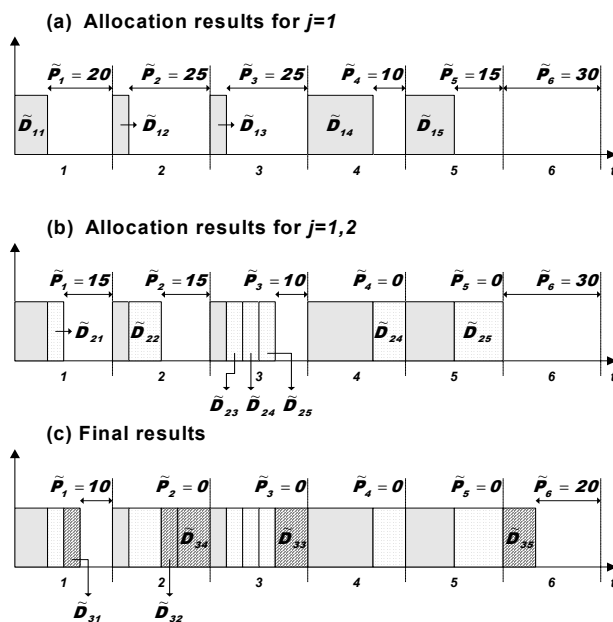 (a) Allocation results for j=1
P̃₁ = 20 P̃₂ = 25 P̃₃ = 25 P̃₄ = 10 P̃₅ = 15 P̃₆ = 30
D̃₁₁ D̃₁₂ D̃₁₃ D̃₁₄ D̃₁₅
1 2 3 4 5 6 t
(b) Allocation results for j=1,2
P̃₁ = 15 P̃₂ = 15 P̃₃ = 10 P̃₄ = 0 P̃₅ = 0 P̃₆ = 30
D̃₂₁ D̃₂₂ D̃₂₄ D̃₂₅
1 2 3 4 5 6 t
D̃₂₃ D̃₂₄ D̃₂₅
(c) Final results
P̃₁ = 10 P̃₂ = 0 P̃₃ = 0 P̃₄ = 0 P̃₅ = 0 P̃₆ = 20
D̃₃₄ D̃₃₃ D̃₃₅
1 2 3 4 5 6 t
D̃₃₁ D̃₃₂